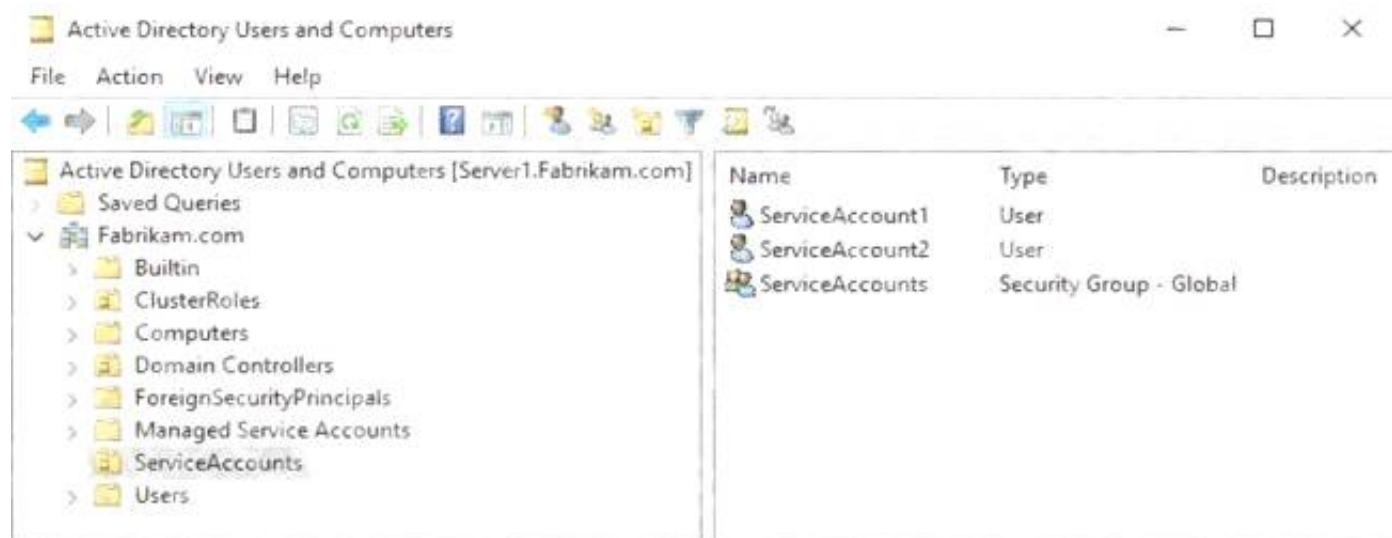 Active Directory Users and Computers
File Action View Help
Active Directory Users and Computers [Server1.Fabrikam.com]
Saved Queries
Fabrikam.com
Builtin
ClusterRoles
Computers
Domain Controllers
ForeignSecurityPrincipals
Managed Service Accounts
ServiceAccounts
Users
Name Type Description
ServiceAccount1 User
ServiceAccount2 User
ServiceAccounts Security Group - Global